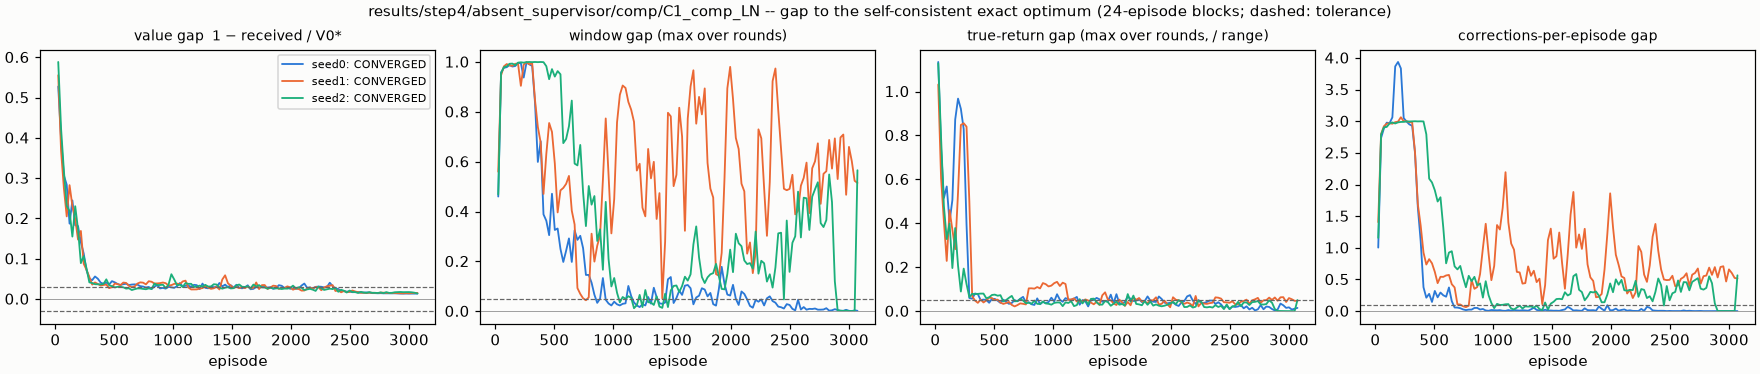 results/step4/absent_supervisor/comp/C1_comp_LN -- gap to the self-consistent exact optimum (24-episode blocks; dashed: tolerance)
value gap 1 − received / V0*
0.6
0.5
0.4
0.3
0.2
0.1
0.0
seed0: CONVERGED
seed1: CONVERGED
seed2: CONVERGED
0 500 1000 1500 2000 2500 3000
episode
window gap (max over rounds)
1.0
0.8
0.6
0.4
0.2
0.0
0 500 1000 1500 2000 2500 3000
episode
true-return gap (max over rounds, / range)
1.0
0.8
0.6
0.4
0.2
0.0
0 500 1000 1500 2000 2500 3000
episode
corrections-per-episode gap
4.0
3.5
3.0
2.5
2.0
1.5
1.0
0.5
0.0
0 500 1000 1500 2000 2500 3000
episode